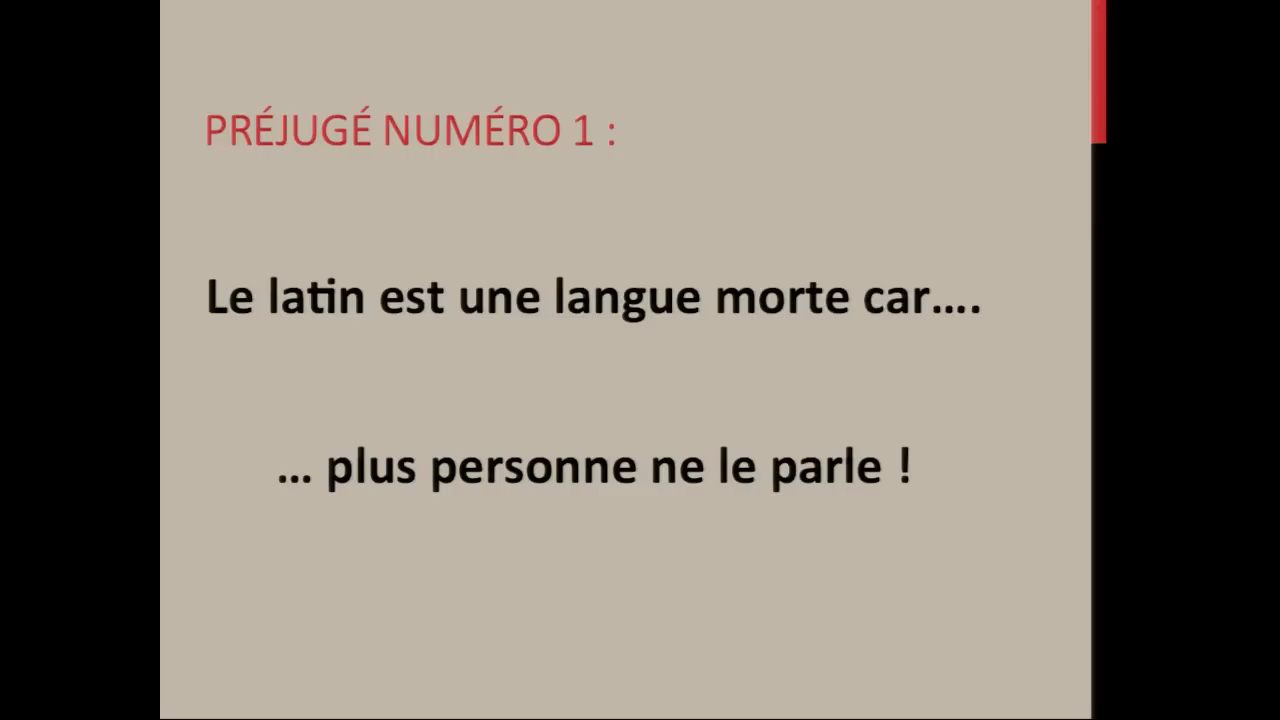 PRÉJUGÉ NUMÉRO 1 :
Le latin est une langue morte car....
... plus personne ne le parle !